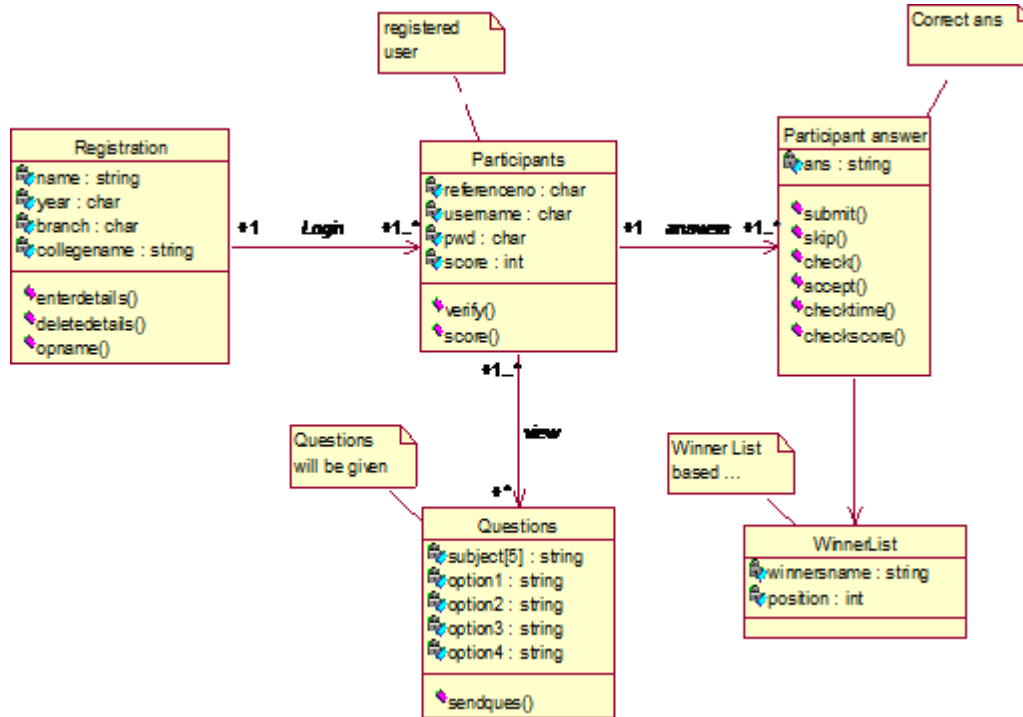 registered
user
Correct ans
Registration
name : string
year : char
branch : char
collegename : string
enterdetails()
deletedetails()
opname()
+1 Login +1..*
Participants
referenceno : char
username : char
pwd : char
score : int
verify()
score()
+1 answers +1..*
Participant answer
ans : string
submit()
skip()
check()
accept()
checktime()
checkscore()
+1..*
view
+*
Questions
will be given
Questions
subject[5] : string
option1 : string
option2 : string
option3 : string
option4 : string
sendques()
Winner List
based ...
WinnerList
winnersname : string
position : int